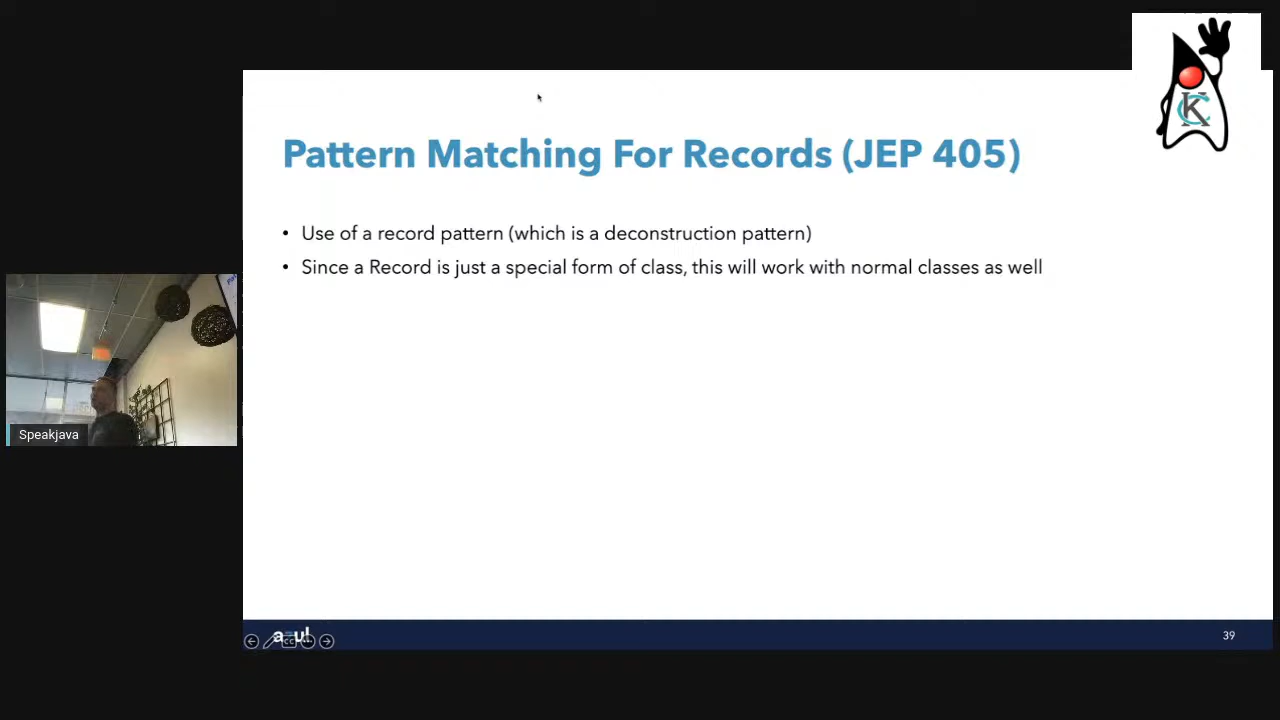 Pattern Matching For Records (JEP 405)
• Use of a record pattern (which is a deconstruction pattern)
• Since a Record is just a special form of class, this will work with normal classes as well
Speakjava
azul
39